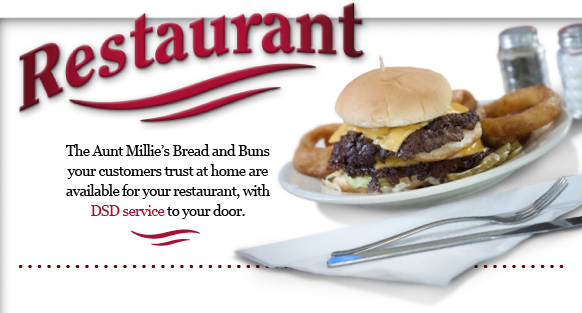 Restaurant
The Aunt Millie's Bread and Buns
your customers trust at home are
available for your restaurant, with
DSD service to your door.